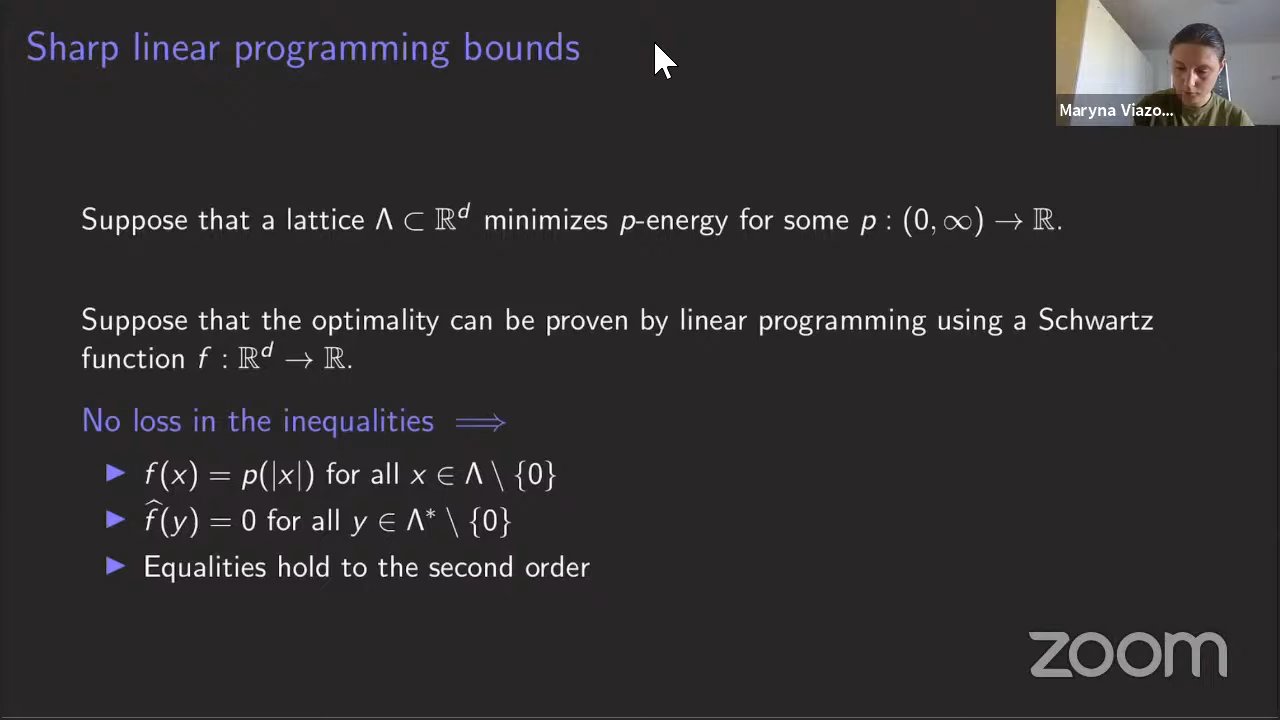 Sharp linear programming bounds
Maryna Viazo...
Suppose that a lattice Λ ⊂ ℝᵈ minimizes p-energy for some p : (0, ∞) → ℝ.
Suppose that the optimality can be proven by linear programming using a Schwartz
function f : ℝᵈ → ℝ.
No loss in the inequalities ⟹
▶ f(x) = p(|x|) for all x ∈ Λ \ {0}
▶ f̂(y) = 0 for all y ∈ Λ* \ {0}
▶ Equalities hold to the second order
zoom